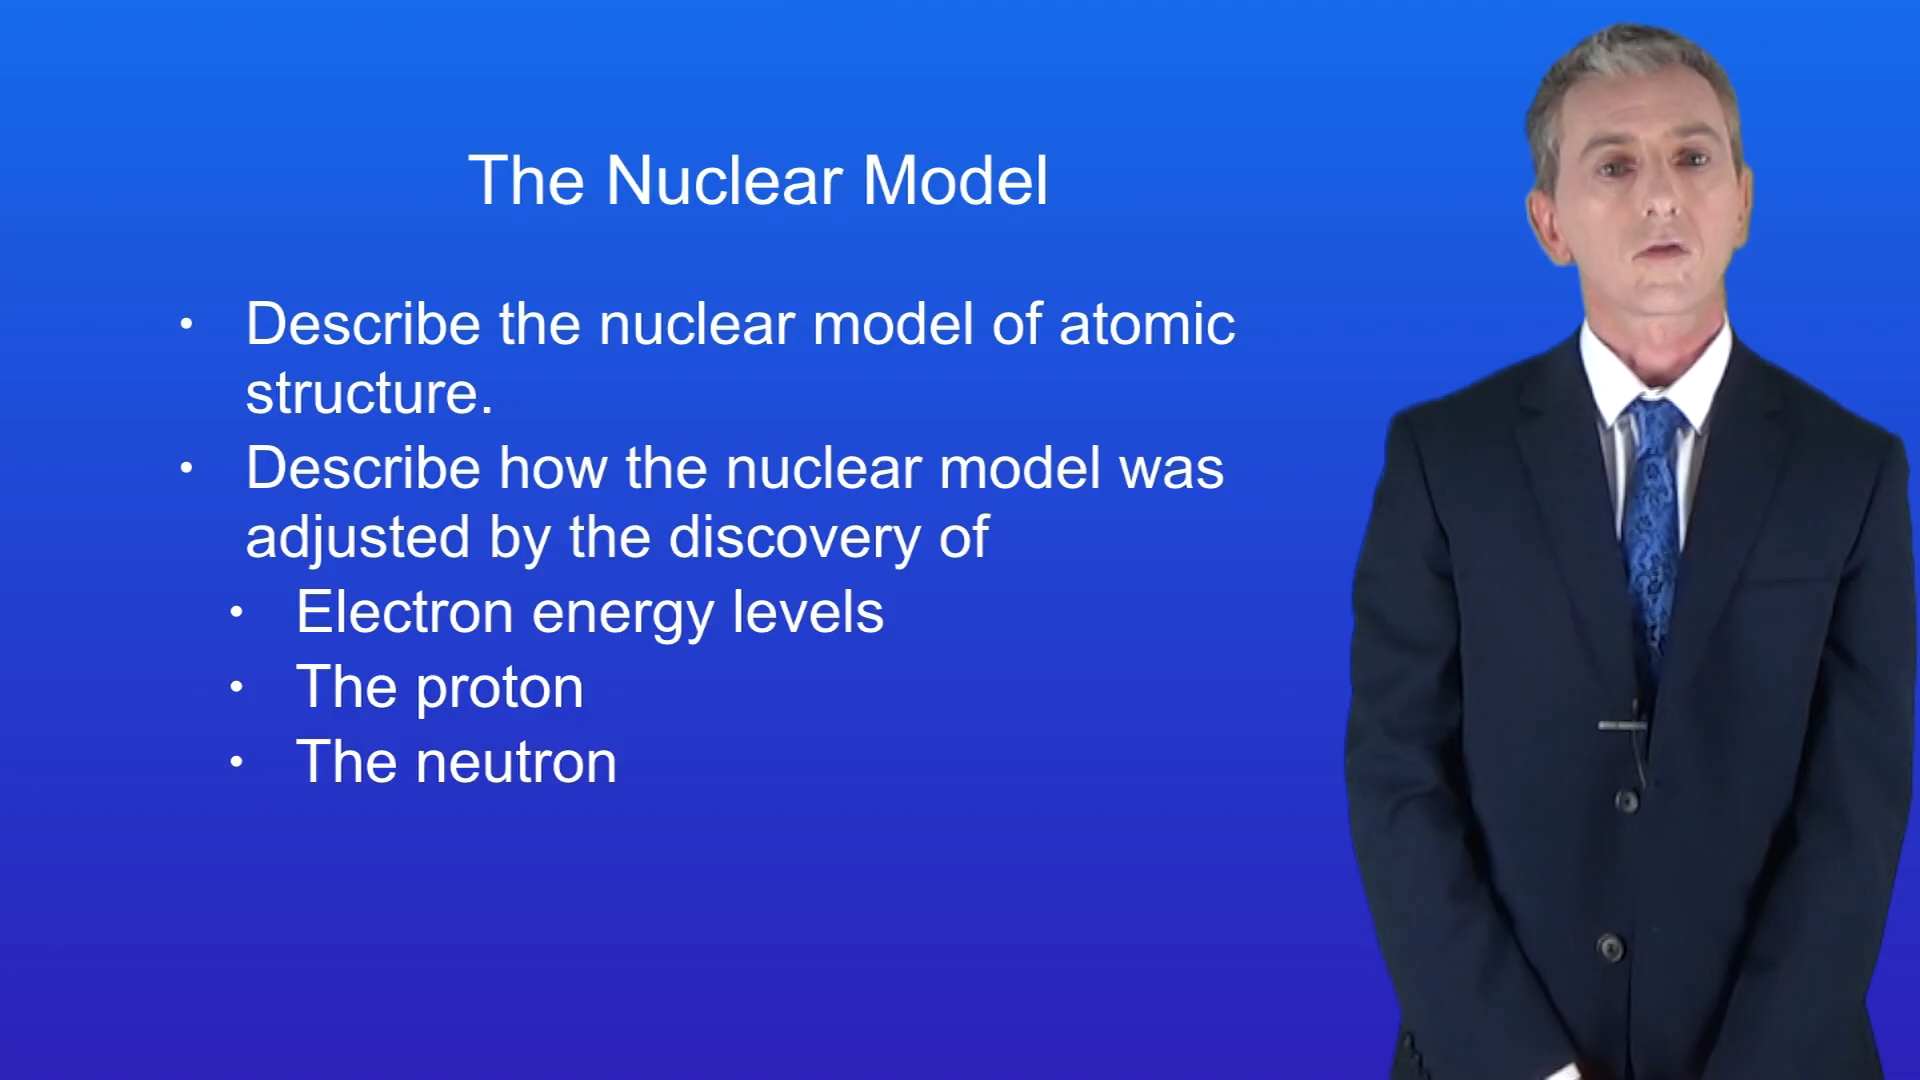 The Nuclear Model
• Describe the nuclear model of atomic
structure.
• Describe how the nuclear model was
adjusted by the discovery of
• Electron energy levels
• The proton
• The neutron